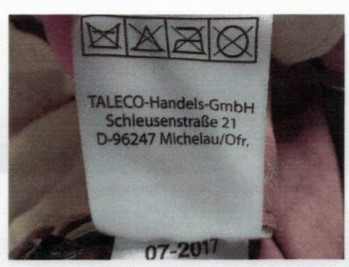 TALECO-Handels-GmbH
Schleusenstraße 21
D-96247 Michelau/Ofr.
07-2017